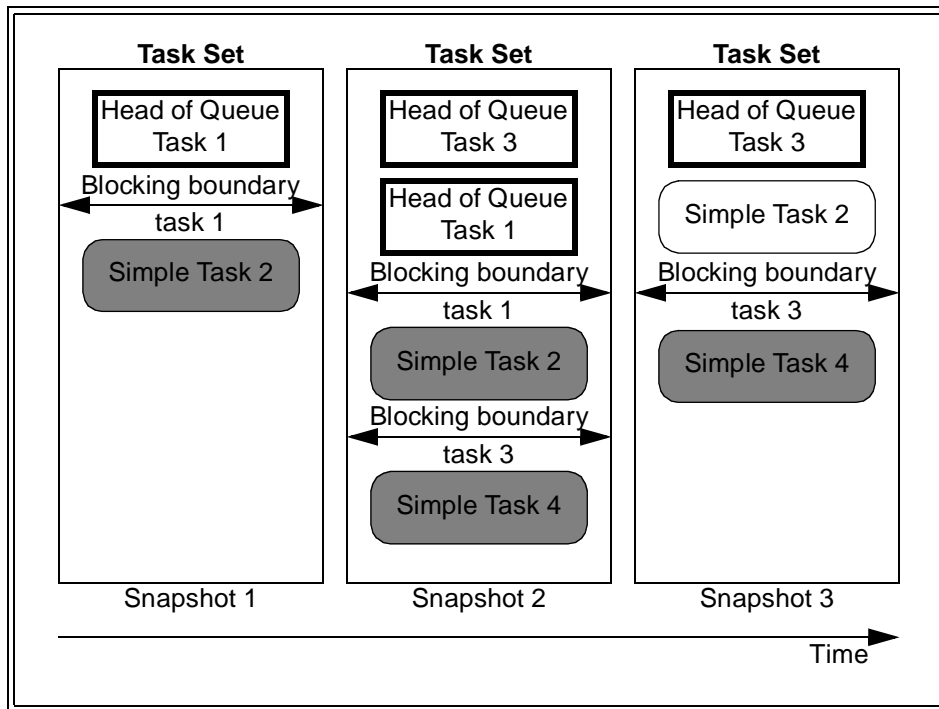 Task Set
Head of Queue
Task 1
Blocking boundary
task 1
Simple Task 2
Snapshot 1
Task Set
Head of Queue
Task 3
Head of Queue
Task 1
Blocking boundary
task 1
Simple Task 2
Blocking boundary
task 3
Simple Task 4
Snapshot 2
Task Set
Head of Queue
Task 3
Simple Task 2
Blocking boundary
task 3
Simple Task 4
Snapshot 3
Time